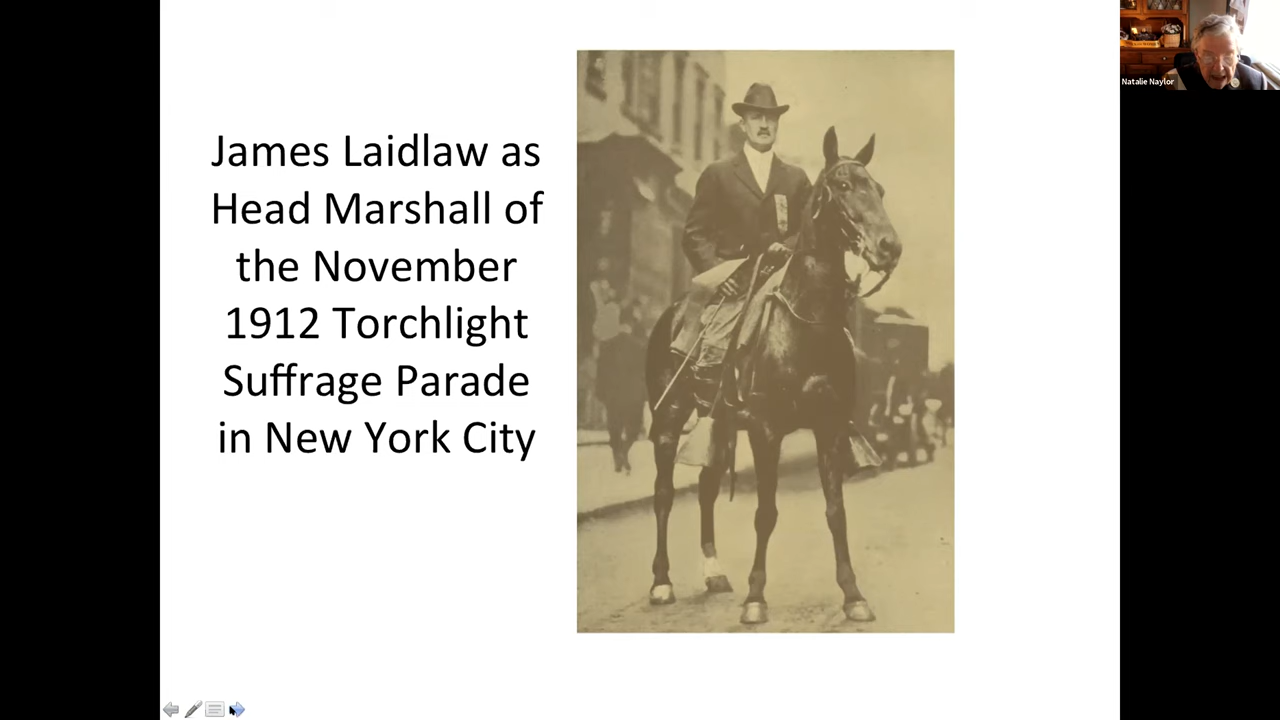 James Laidlaw as
Head Marshall of
the November
1912 Torchlight
Suffrage Parade
in New York City
Natalie Naylor